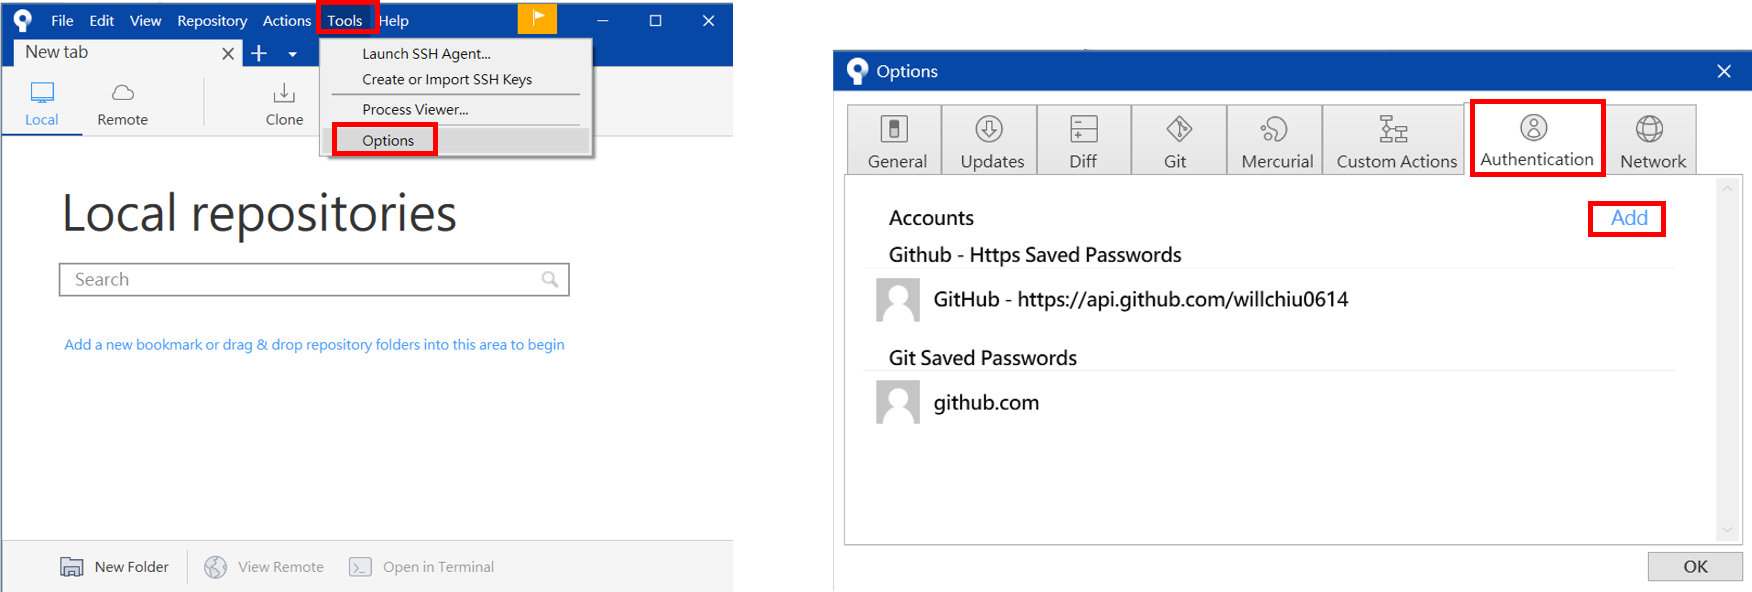 File Edit View Repository Actions Tools Help
New tab
Launch SSH Agent...
Create or Import SSH Keys
Process Viewer...
Options
Local Remote Clone
Local repositories
Search
Add a new bookmark or drag & drop repository folders into this area to begin
New Folder View Remote Open in Terminal
Options
General Updates Diff Git Mercurial Custom Actions Authentication Network
Accounts Add
Github - Https Saved Passwords
GitHub - https://api.github.com/willchiu0614
Git Saved Passwords
github.com
OK